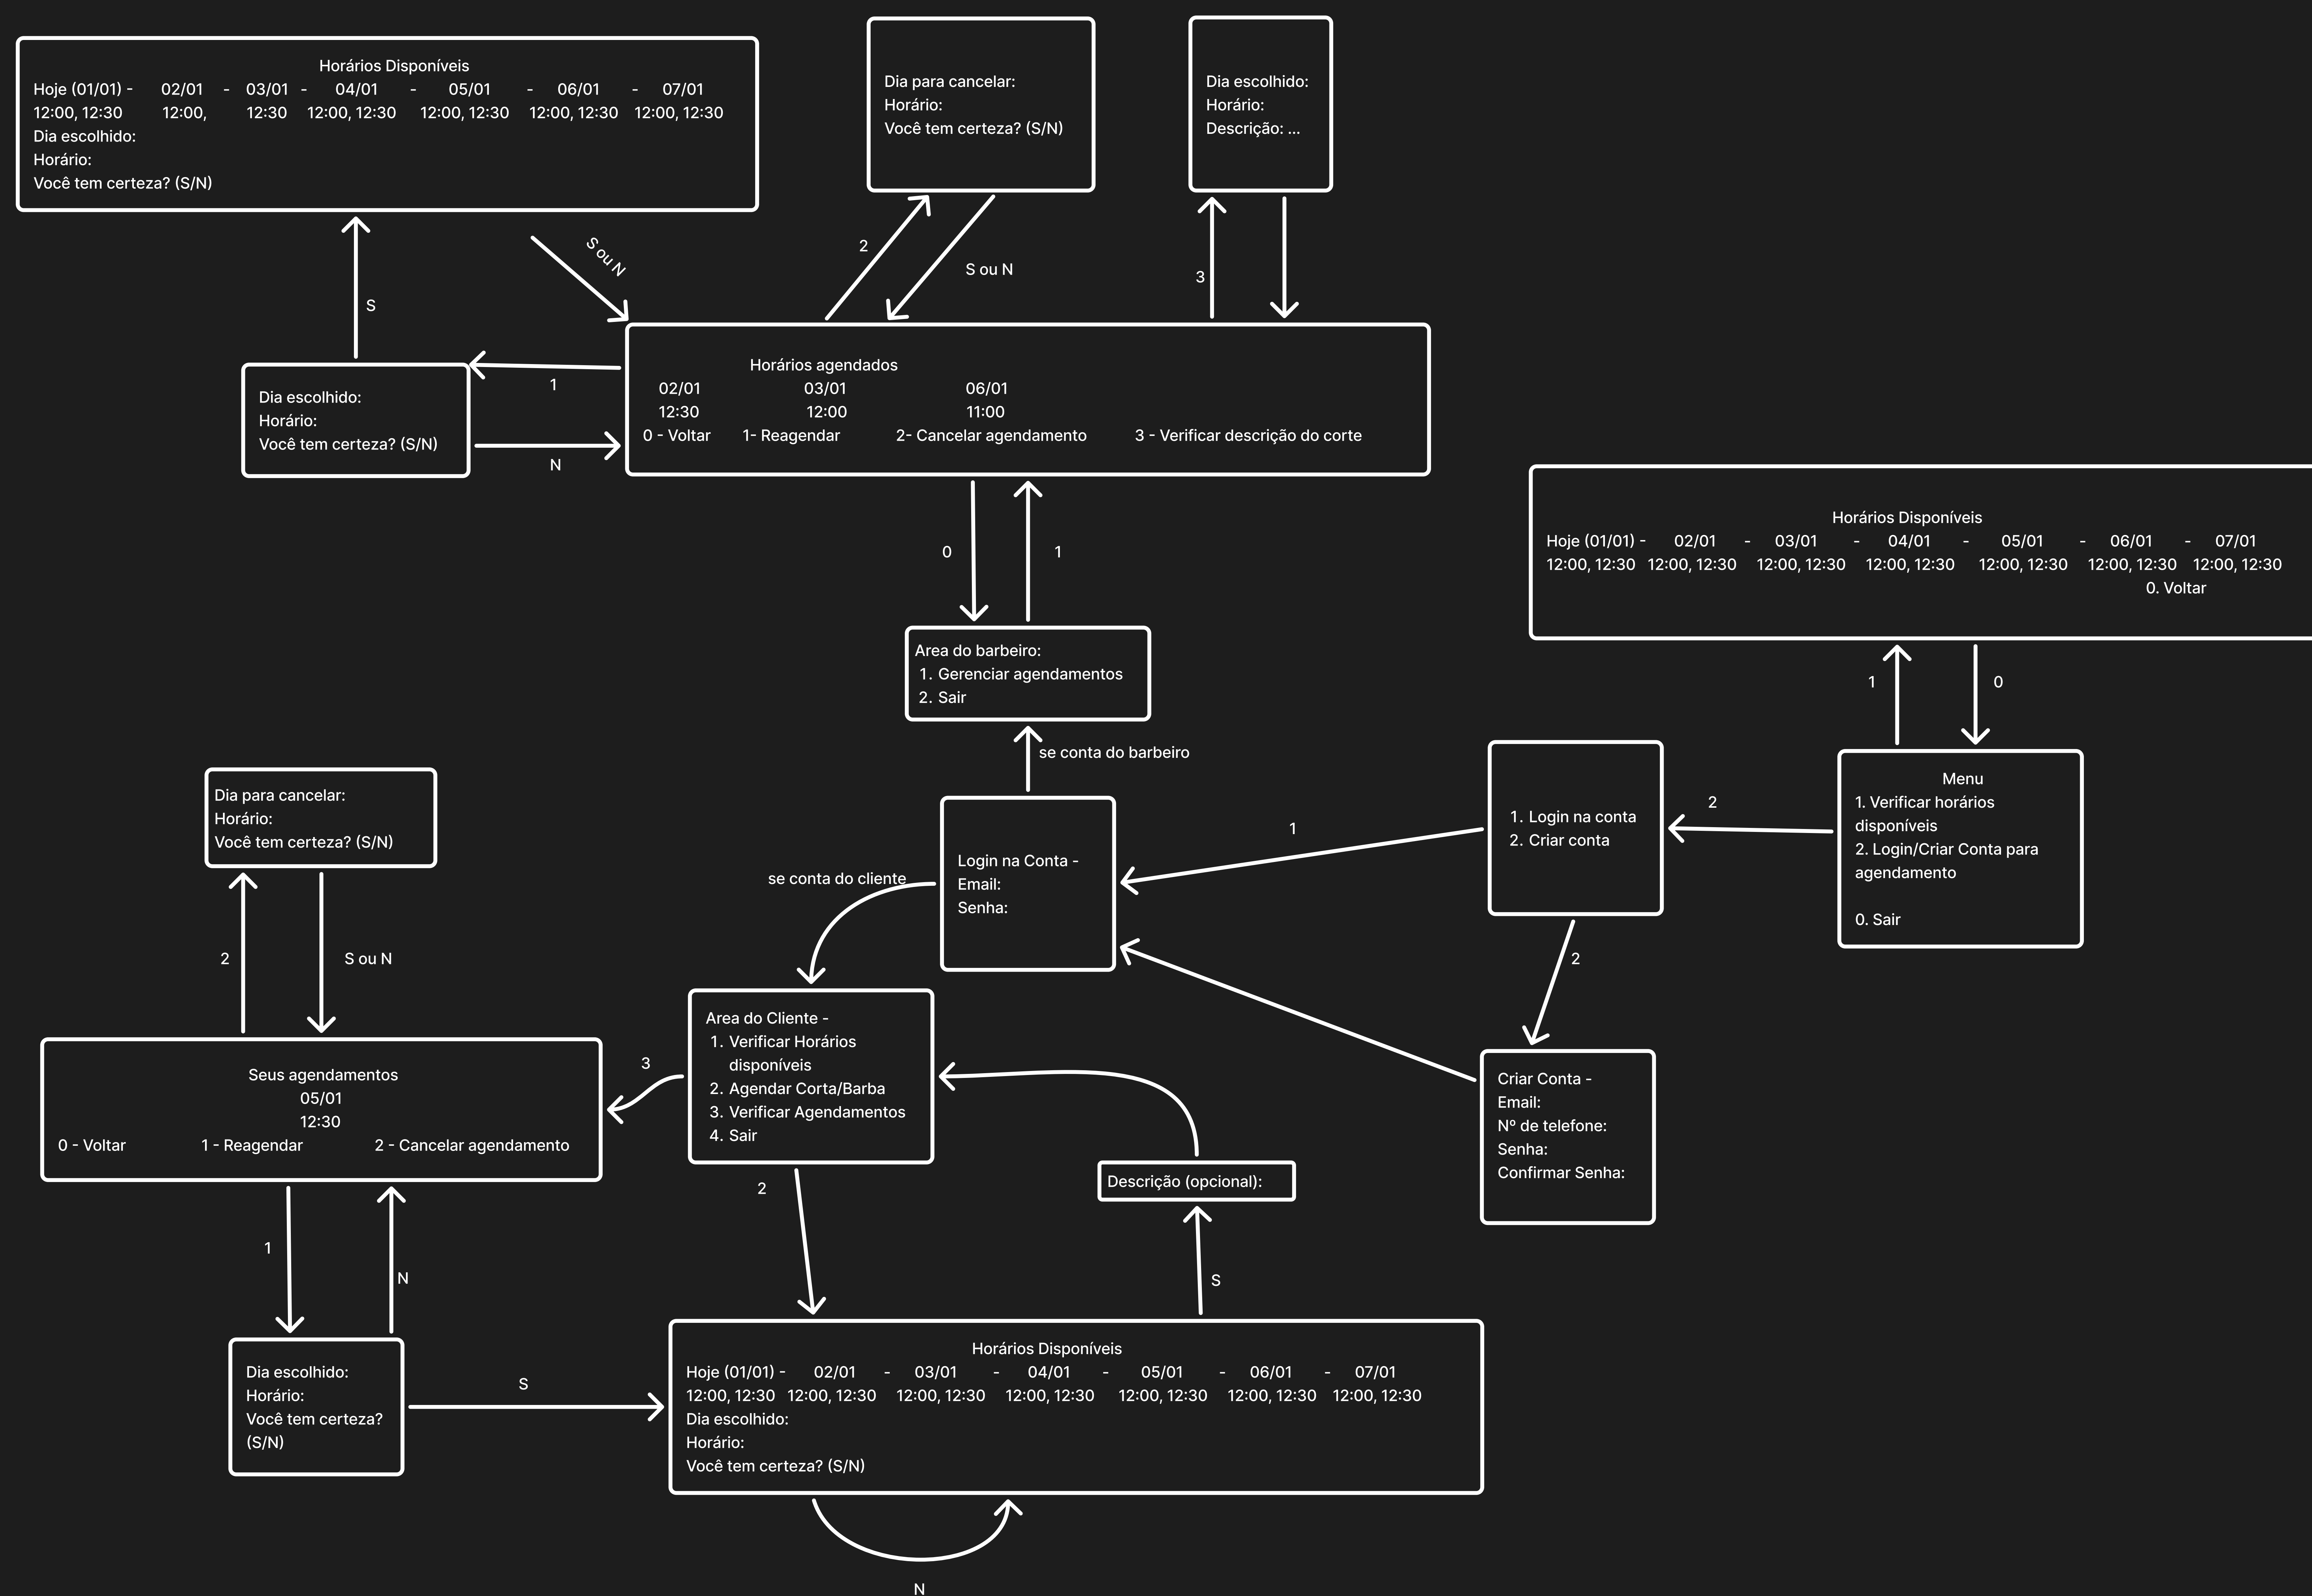 Horários Disponíveis
Hoje (01/01) - 02/01 - 03/01 - 04/01 - 05/01 - 06/01 - 07/01
12:00, 12:30 12:00, 12:30 12:00, 12:30 12:00, 12:30 12:00, 12:30 12:00, 12:30
Dia escolhido:
Horário:
Você tem certeza? (S/N)
Dia para cancelar:
Horário:
Você tem certeza? (S/N)
Dia escolhido:
Horário:
Descrição: ...
S ou N
2
S ou N
3
S
1
N
Dia escolhido:
Horário:
Você tem certeza? (S/N)
Horários agendados
02/01 03/01 06/01
12:30 12:00 11:00
0 - Voltar 1- Reagendar 2- Cancelar agendamento 3 - Verificar descrição do corte
0
1
Horários Disponíveis
Hoje (01/01) - 02/01 - 03/01 - 04/01 - 05/01 - 06/01 - 07/01
12:00, 12:30 12:00, 12:30 12:00, 12:30 12:00, 12:30 12:00, 12:30 12:00, 12:30 12:00, 12:30
0. Voltar
1
0
Area do barbeiro:
1. Gerenciar agendamentos
2. Sair
se conta do barbeiro
Menu
1. Verificar horários
disponíveis
2. Login/Criar Conta para
agendamento
0. Sair
2
1. Login na conta
2. Criar conta
1
2
Login na Conta -
Email:
Senha:
se conta do cliente
Dia para cancelar:
Horário:
Você tem certeza? (S/N)
2
S ou N
Area do Cliente -
1. Verificar Horários
disponíveis
2. Agendar Corta/Barba
3. Verificar Agendamentos
4. Sair
3
Seus agendamentos
05/01
12:30
0 - Voltar 1 - Reagendar 2 - Cancelar agendamento
Criar Conta -
Email:
Nº de telefone:
Senha:
Confirmar Senha:
Descrição (opcional):
2
1
N
S
Dia escolhido:
Horário:
Você tem certeza?
(S/N)
S
Horários Disponíveis
Hoje (01/01) - 02/01 - 03/01 - 04/01 - 05/01 - 06/01 - 07/01
12:00, 12:30 12:00, 12:30 12:00, 12:30 12:00, 12:30 12:00, 12:30 12:00, 12:30 12:00, 12:30
Dia escolhido:
Horário:
Você tem certeza? (S/N)
N